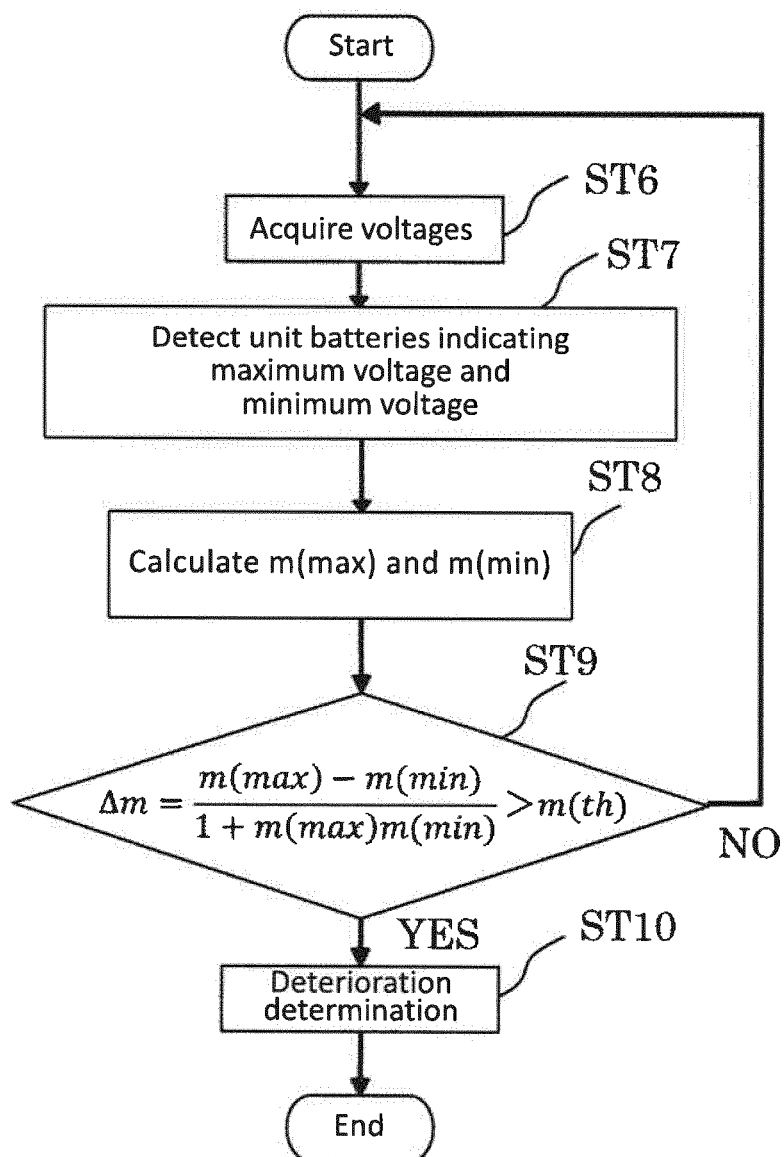 Start
ST6
Acquire voltages
ST7
Detect unit batteries indicating
maximum voltage and
minimum voltage
ST8
Calculate m(max) and m(min)
ST9
Δm = \frac{m(max) − m(min)}{1 + m(max)m(min)} > m(th)
NO
YES
ST10
Deterioration
determination
End